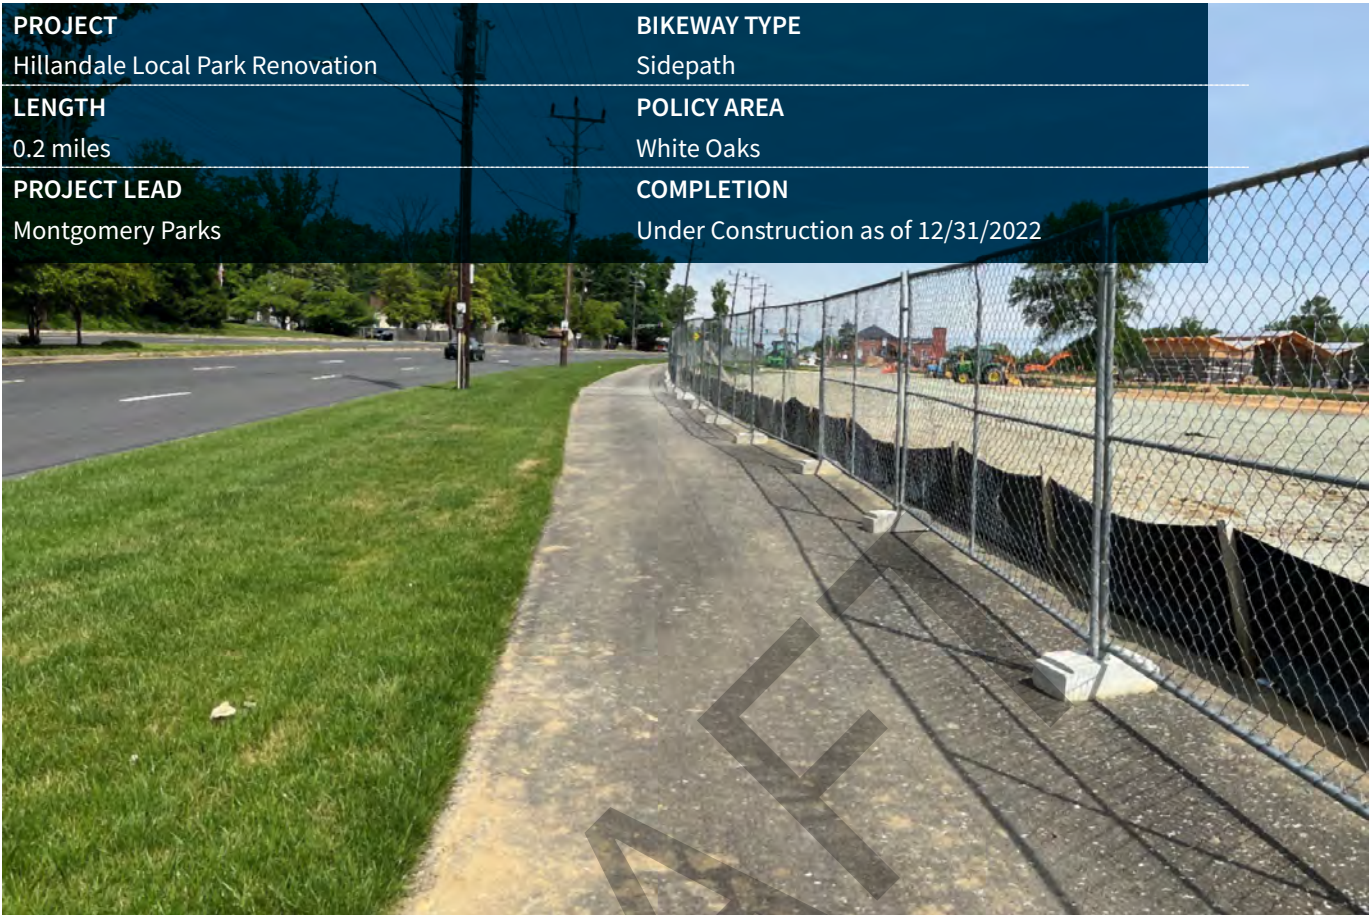 PROJECT
Hillandale Local Park Renovation
BIKEWAY TYPE
Sidepath
LENGTH
0.2 miles
POLICY AREA
White Oaks
PROJECT LEAD
Montgomery Parks
COMPLETION
Under Construction as of 12/31/2022